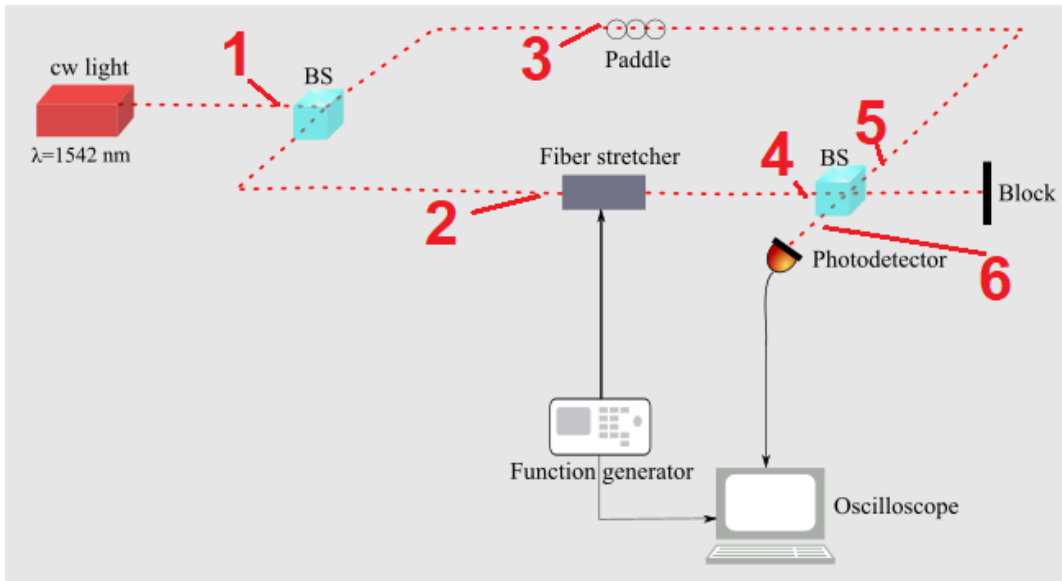 1
3
Paddle
cw light
BS
λ=1542 nm
5
Fiber stretcher
4
BS
2
Block
Photodetector
6
Function generator
Oscilloscope